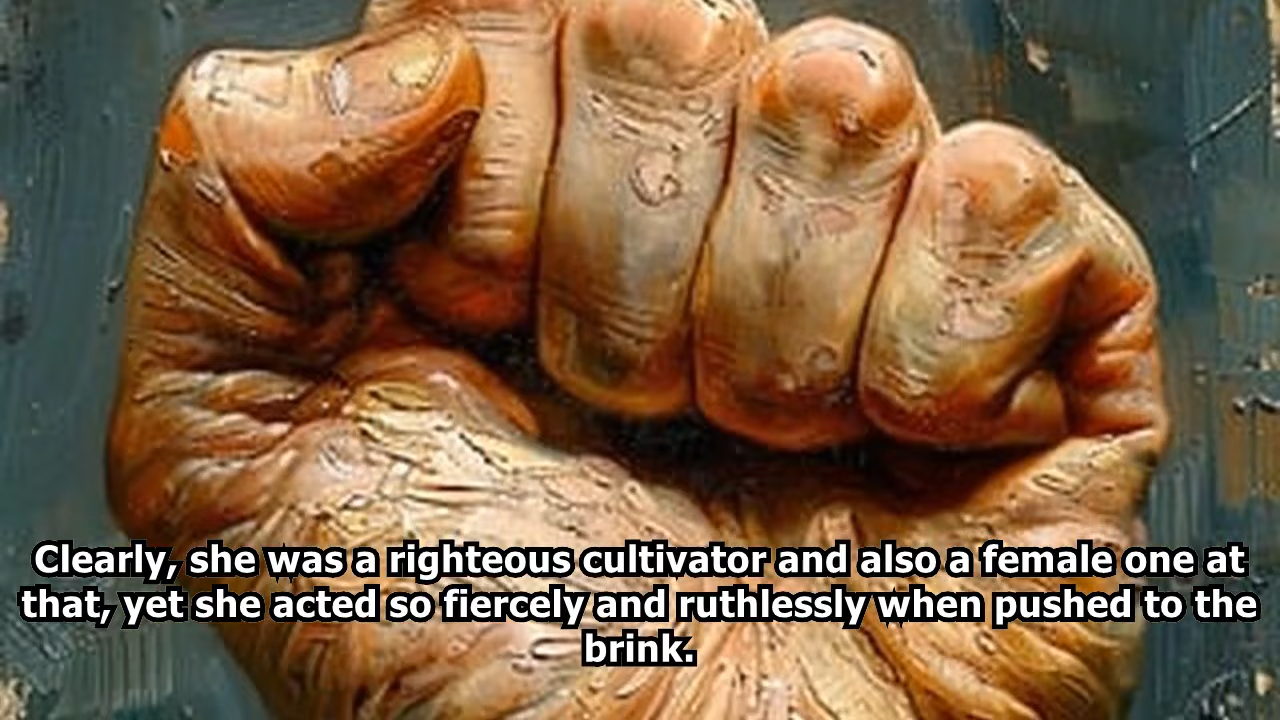 Clearly, she was a righteous cultivator and also a female one at
that, yet she acted so fiercely and ruthlessly when pushed to the
brink.